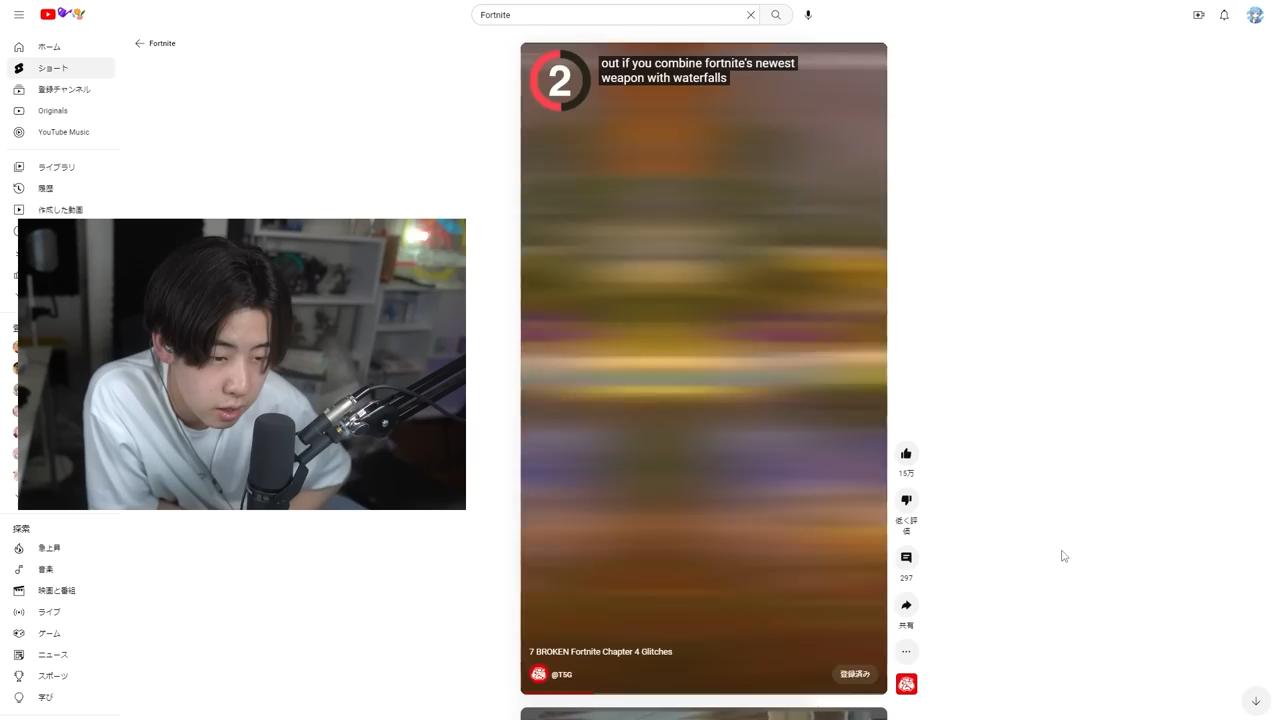 Fortnite
ホーム
Fortnite
ショート
登録チャンネル
Originals
YouTube Music
ライブラリ
履歴
作成した動画
探索
急上昇
音楽
映画と番組
ライブ
ゲーム
ニュース
スポーツ
学び
2
out if you combine fortnite's newest
weapon with waterfalls
7 BROKEN Fortnite Chapter 4 Glitches
@T5G
登録済み
15万
低く評
価
297
共有